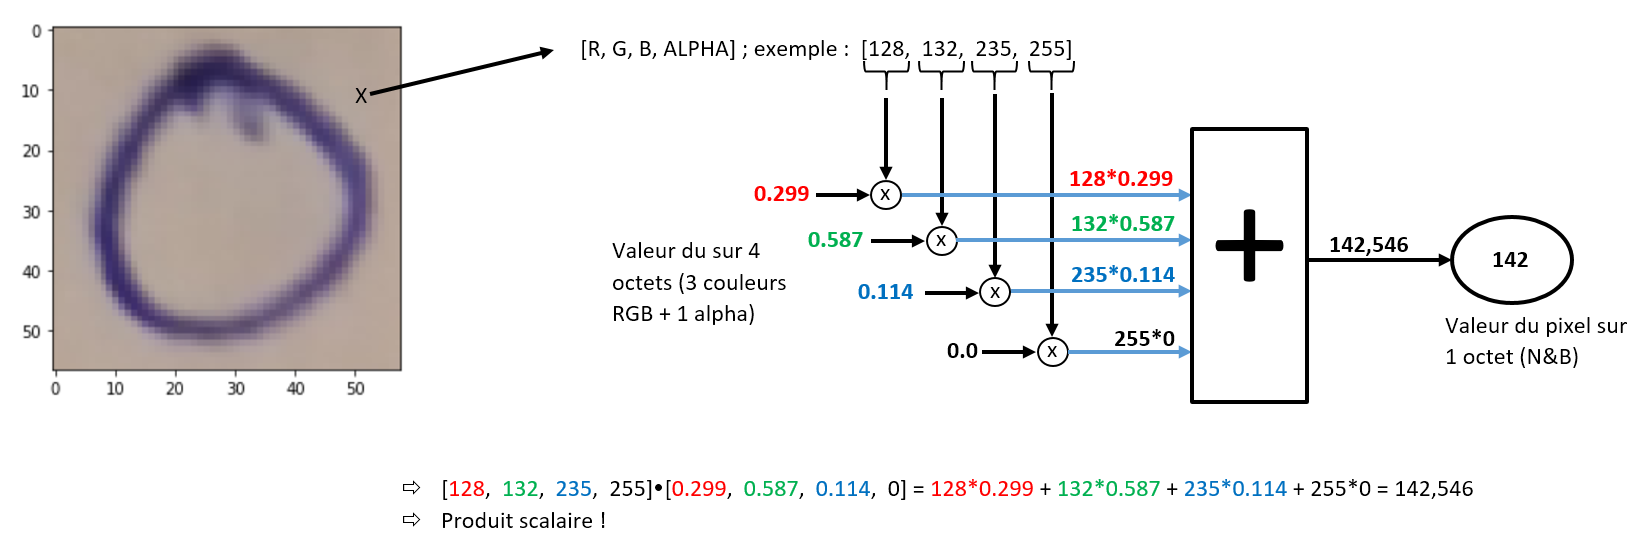 0
10
20
30
40
50
0 10 20 30 40 50
X
[R, G, B, ALPHA] ; exemple : [128, 132, 235, 255]
0.299 x 128*0.299
0.587 x 132*0.587
0.114 x 235*0.114
0.0 x 255*0
Valeur du sur 4
octets (3 couleurs
RGB + 1 alpha)
+
142,546
142
Valeur du pixel sur
1 octet (N&B)
⇨ [128, 132, 235, 255]•[0.299, 0.587, 0.114, 0] = 128*0.299 + 132*0.587 + 235*0.114 + 255*0 = 142,546
⇨ Produit scalaire !